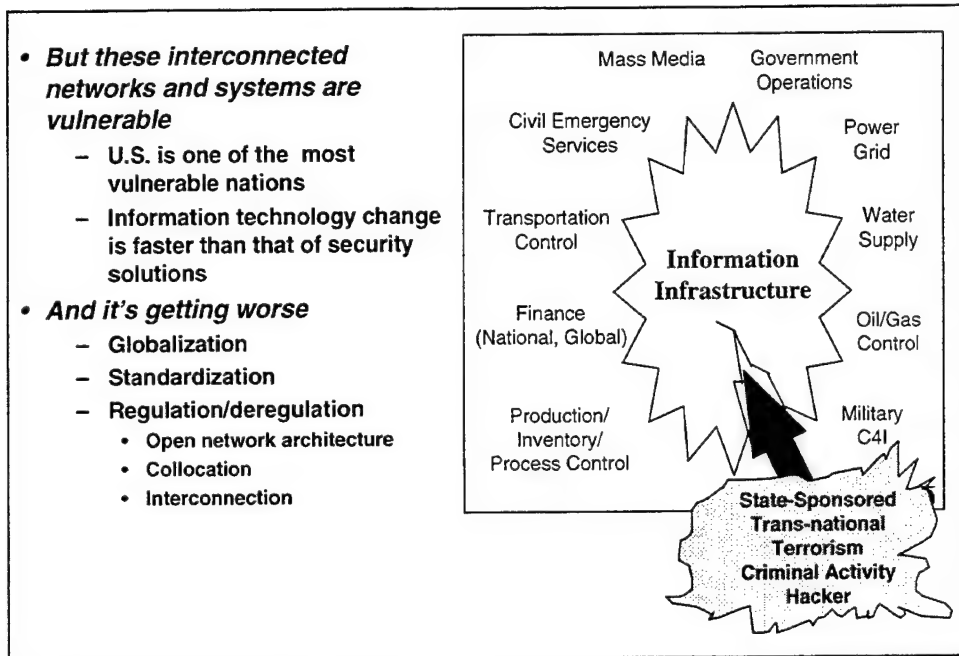 • But these interconnected
networks and systems are
vulnerable
– U.S. is one of the most
vulnerable nations
– Information technology change
is faster than that of security
solutions
• And it's getting worse
– Globalization
– Standardization
– Regulation/deregulation
• Open network architecture
• Collocation
• Interconnection
Mass Media
Government
Operations
Civil Emergency
Services
Power
Grid
Transportation
Control
Water
Supply
Information
Infrastructure
Finance
(National, Global)
Oil/Gas
Control
Production/
Inventory/
Process Control
Military
C4I
State-Sponsored
Trans-national
Terrorism
Criminal Activity
Hacker